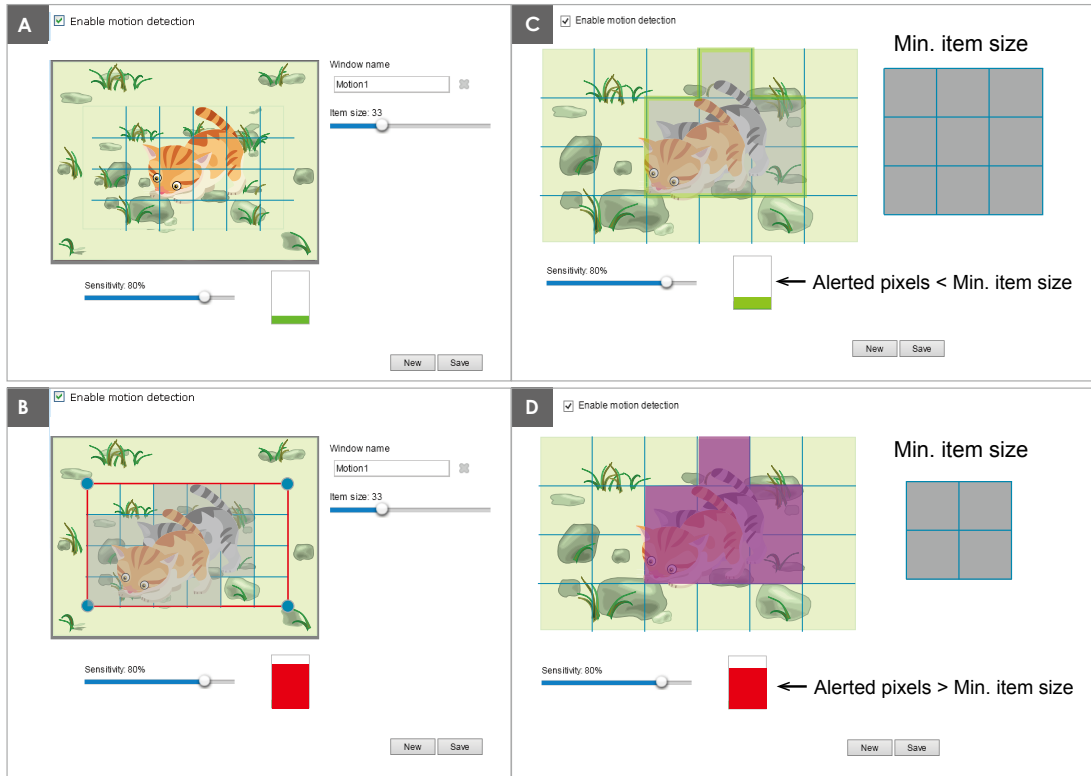 A
Enable motion detection
Window name
Motion1
Item size: 33
Sensitivity: 80%
New
Save
C
Enable motion detection
Min. item size
Sensitivity: 80%
Alerted pixels < Min. item size
New
Save
B
Enable motion detection
Window name
Motion1
Item size: 33
Sensitivity: 80%
New
Save
D
Enable motion detection
Min. item size
Sensitivity: 80%
Alerted pixels > Min. item size
New
Save